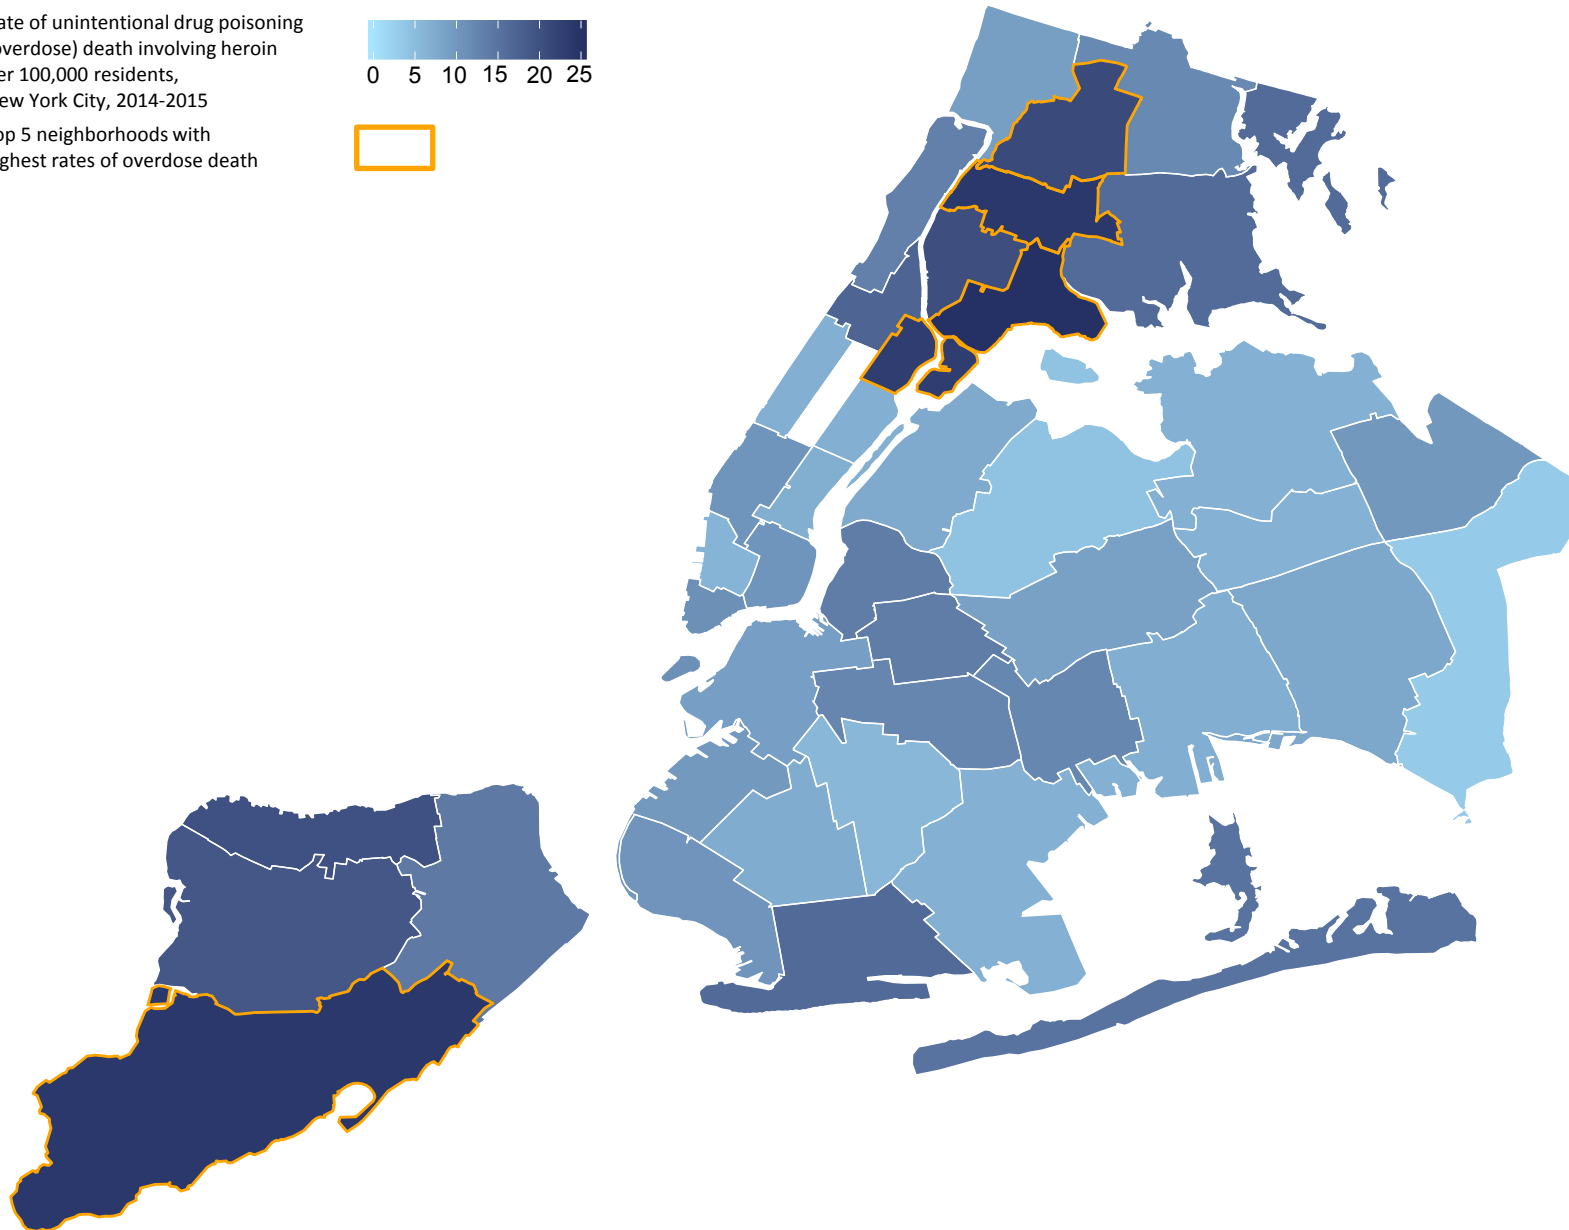 ate of unintentional drug poisoning
overdose) death involving heroin
er 100,000 residents,
ew York City, 2014-2015
op 5 neighborhoods with
ghest rates of overdose death
0 5 10 15 20 25